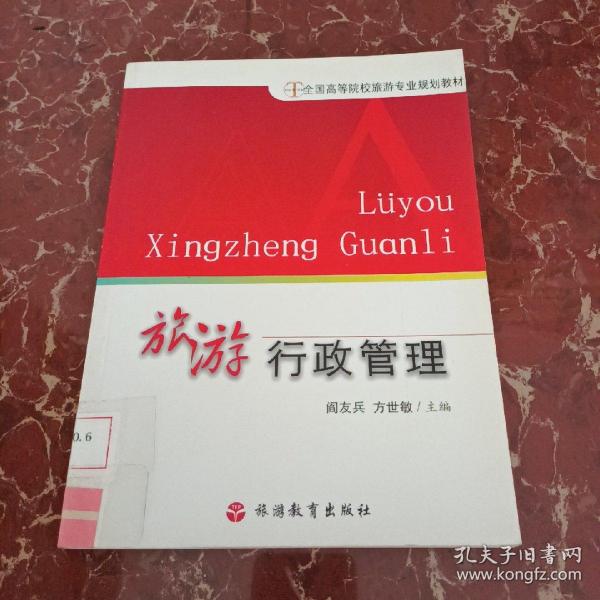 全国高等院校旅游专业规划教材
Lüyou
Xingzheng Guanli
旅游 行政管理
阎友兵 方世敏/主编
0.6
TEP 旅游教育出版社
孔夫子旧书网
www.kongfz.com